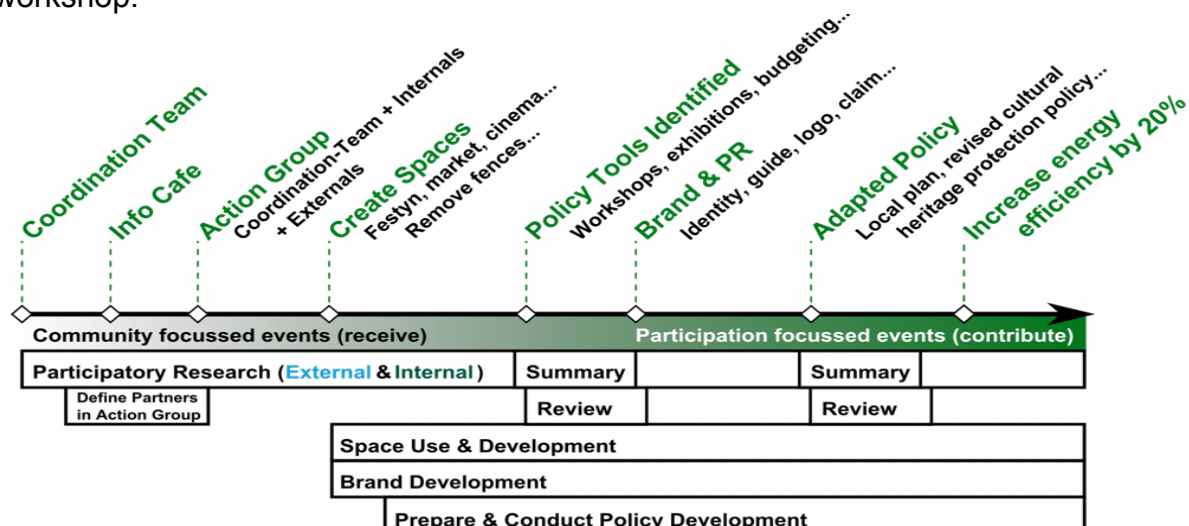 workshop.
Coordination Team
Info Cafe
Action Group
Coordination-Team + Internals
+ Externals
Create Spaces
Festyn, market, cinema...
Remove fences...
Policy Tools Identified
Workshops, exhibitions, budgeting...
Brand & PR
Identity, guide, logo, claim...
Adapted Policy
Local plan, revised cultural
heritage protection policy...
Increase energy
efficiency by 20%
Community focussed events (receive)
Participation focussed events (contribute)
Participatory Research (External & Internal)
Summary
Summary
Define Partners
in Action Group
Review
Review
Space Use & Development
Brand Development
Prepare & Conduct Policy Development